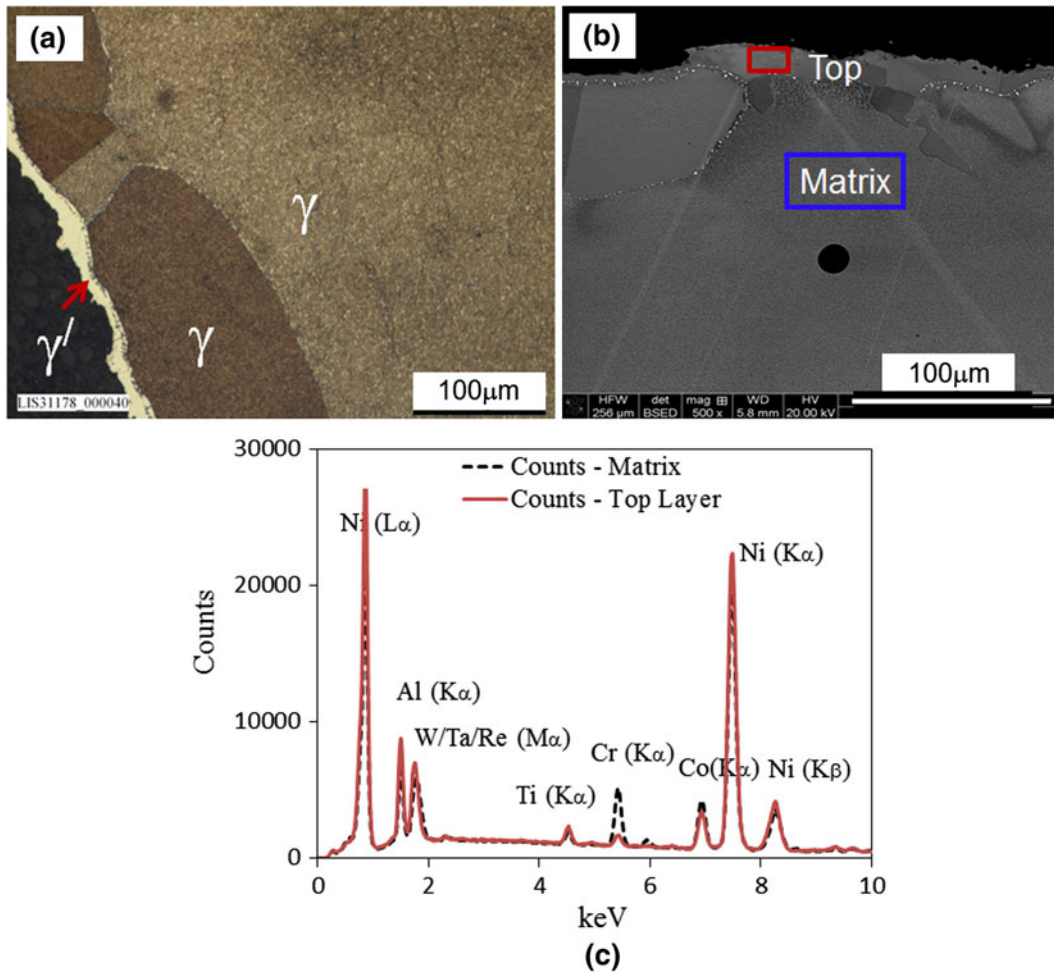 (a)
γ
γ
γ′
LIS31178_0000409
100μm
(b)
Top
Matrix
100μm
HFW
det
mag ⊞
WD
HV
256 μm
BSED
500 x
5.8 mm
20.00 kV
30000
20000
10000
0
Counts
Counts - Matrix
Counts - Top Layer
Ni (Lα)
Al (Kα)
W/Ta/Re (Mα)
Ti (Kα)
Cr (Kα)
Co(Kα)
Ni (Kα)
Ni (Kβ)
0
2
4
6
8
10
keV
(c)